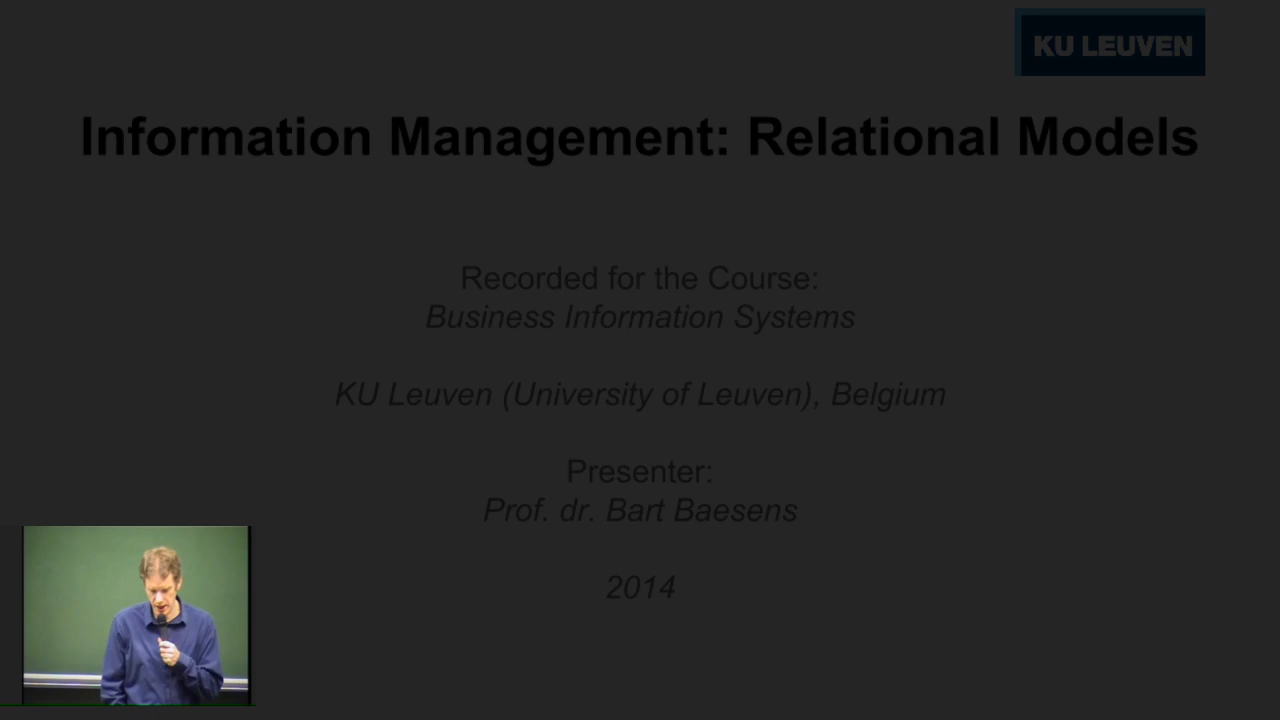 KU LEUVEN
Information Management: Relational Models
Recorded for the Course:
Business Information Systems
KU Leuven (University of Leuven), Belgium
Presenter:
Prof. dr. Bart Baesens
2014